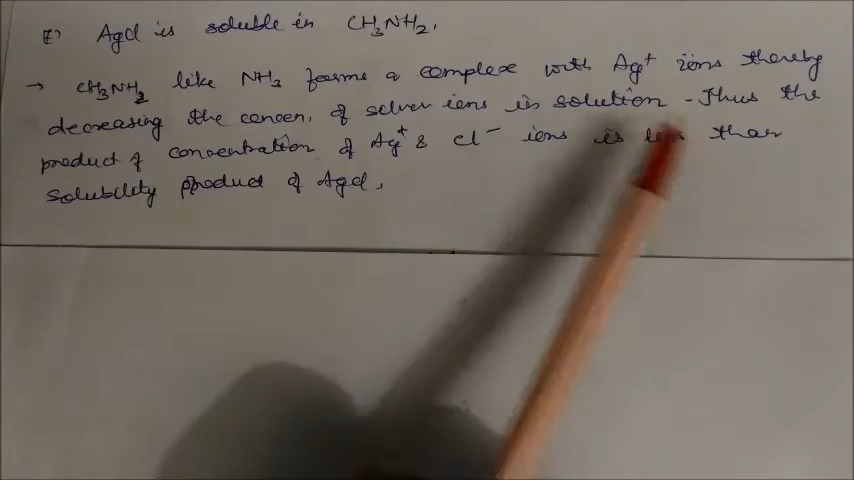 (7) AgCl is soluble in CH3NH2.
→ CH3NH2 like NH3 forms a complex with Ag+ ions thereby
decreasing the concen. of silver ions in solution - Thus the
product of concentration of Ag+ & Cl- ions is less than
solubility product of AgCl.